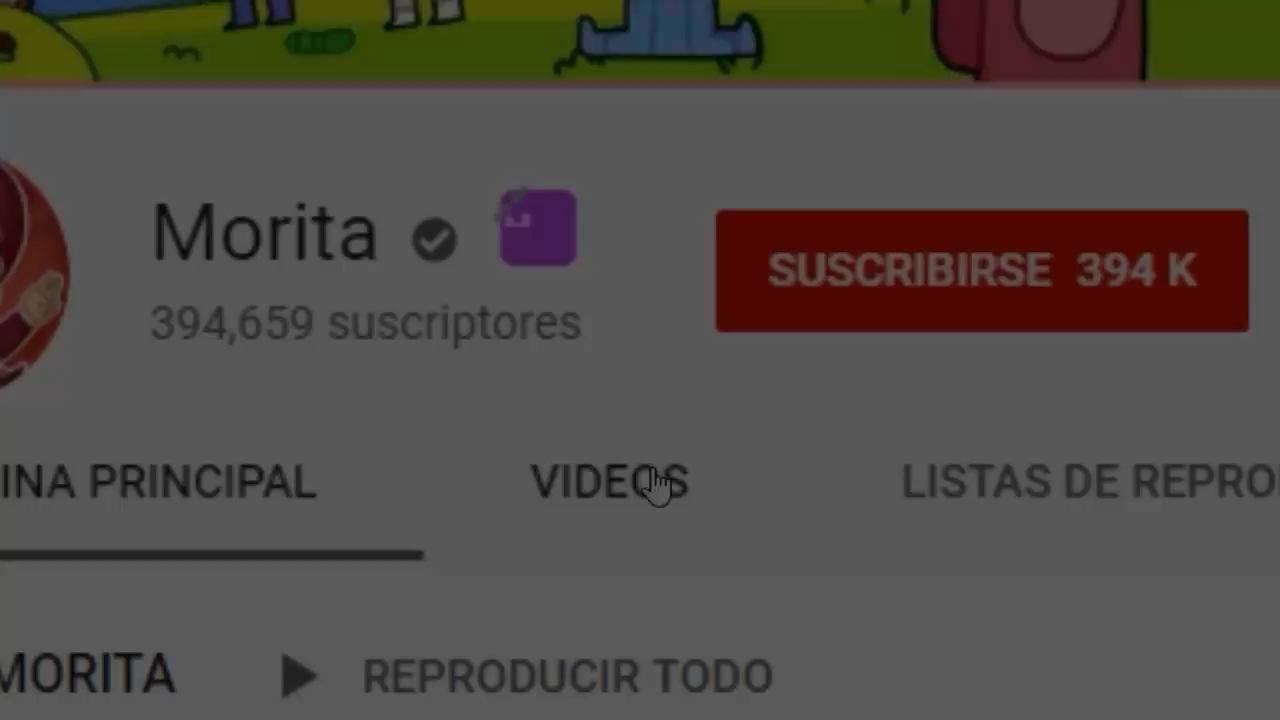 Morita
394,659 suscriptores
SUSCRIBIRSE 394 K
INA PRINCIPAL
VIDEOS
LISTAS DE REPRO
MORITA
REPRODUCIR TODO